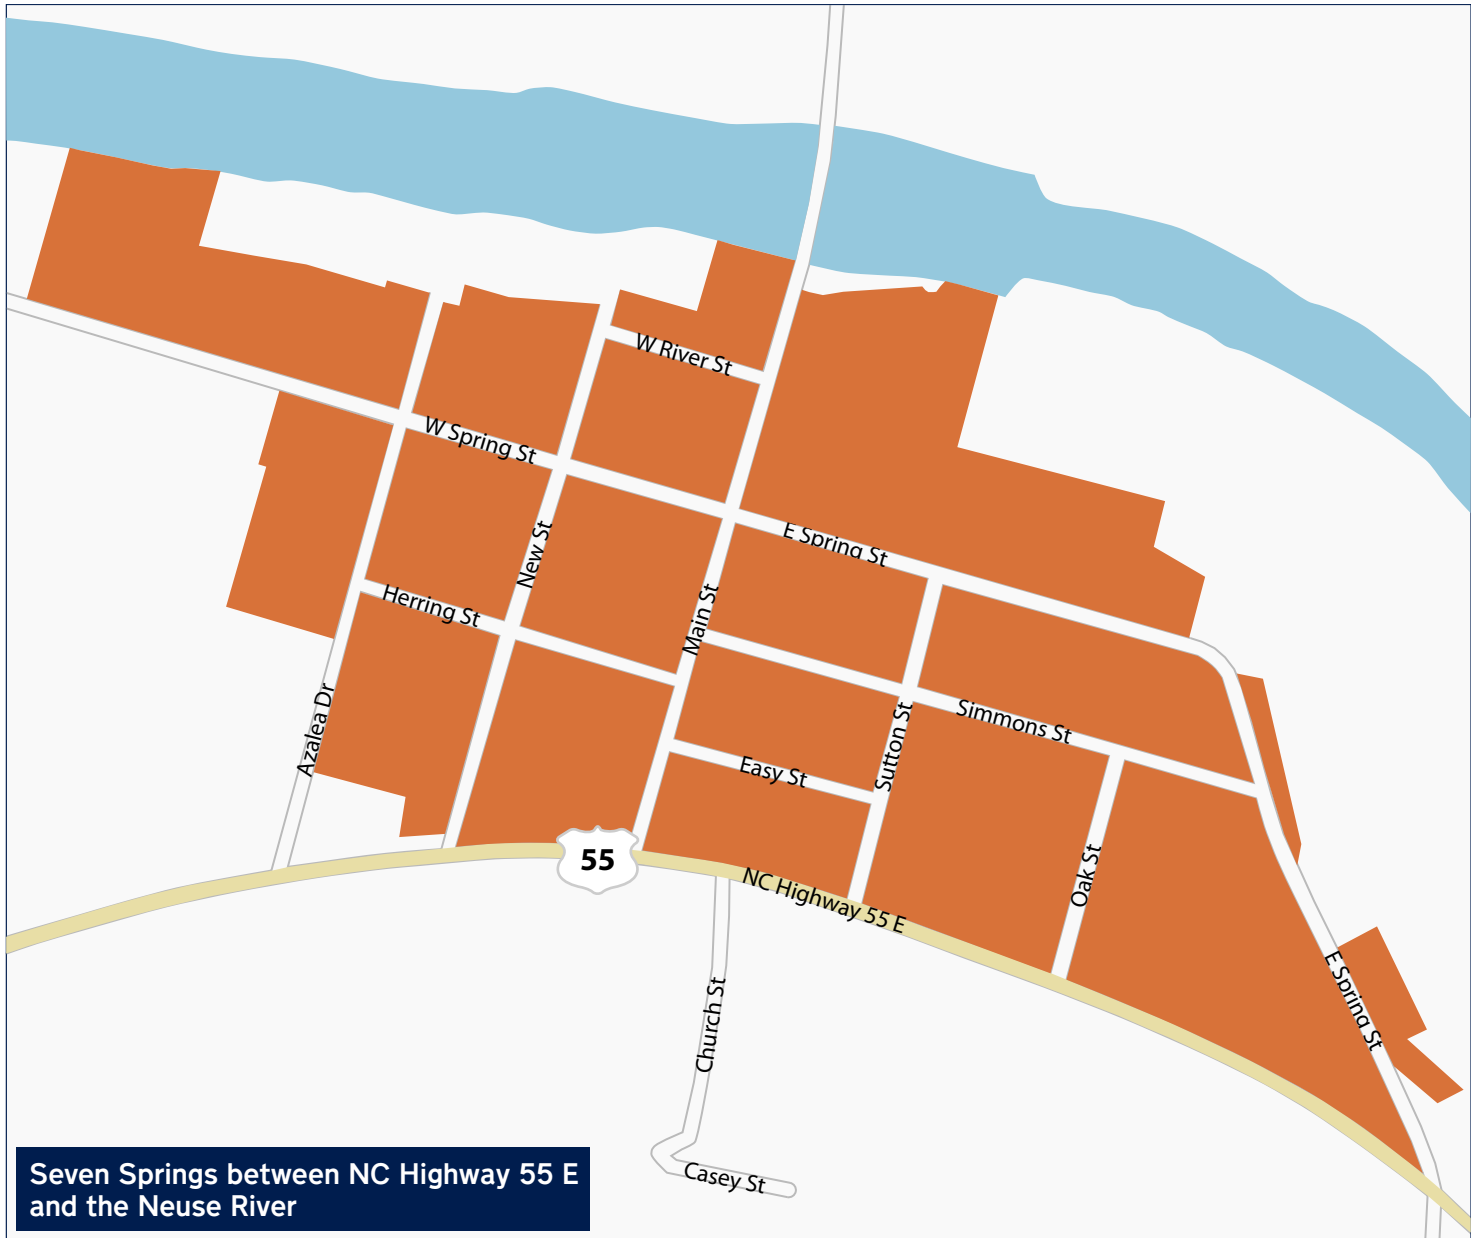 W River St
W Spring St
E Spring St
New St
Herring St
Main St
Azalea Dr
Simmons St
Sutton St
Easy St
55
NC Highway 55 E
Oak St
E Spring St
Church St
Casey St
Seven Springs between NC Highway 55 E
and the Neuse River